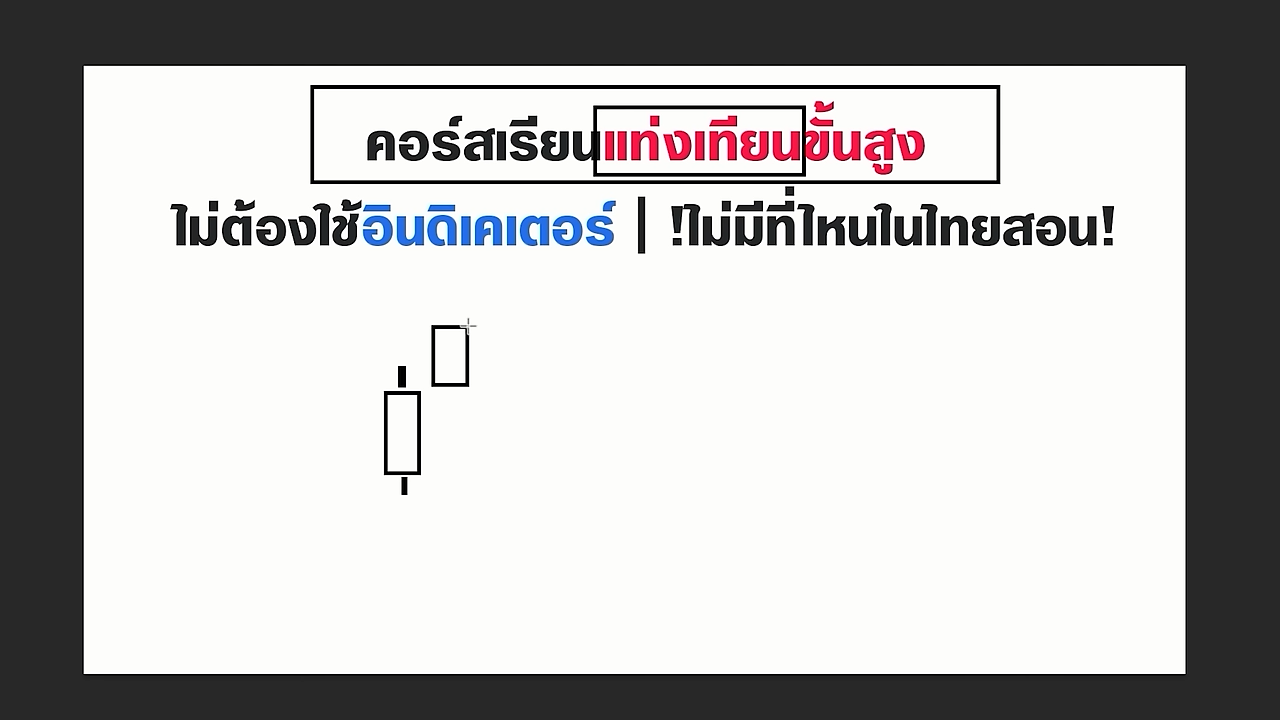 คอร์สเรียนแท่งเทียนขั้นสูง
ไม่ต้องใช้อินดิเคเตอร์ | !ไม่มีที่ไหนในไทยสอน!